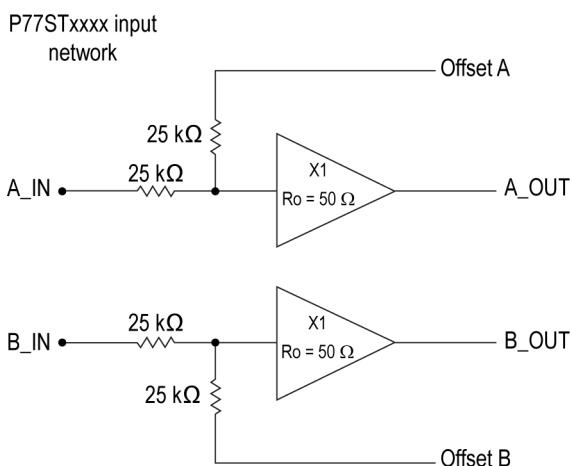 P77STxxxx input
network
Offset A
25 kΩ
25 kΩ
X1
A_IN
Ro = 50 Ω
A_OUT
25 kΩ
X1
B_IN
Ro = 50 Ω
B_OUT
25 kΩ
Offset B